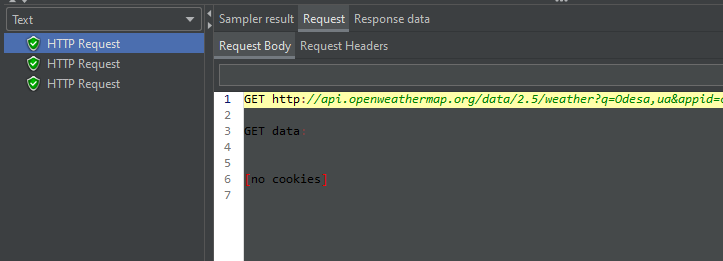 Text
HTTP Request
HTTP Request
HTTP Request
Sampler result Request Response data
Request Body Request Headers
1 GET http://api.openweathermap.org/data/2.5/weather?q=Odesa,ua&appid=
2
3 GET data:
4
5
6 [no cookies]
7